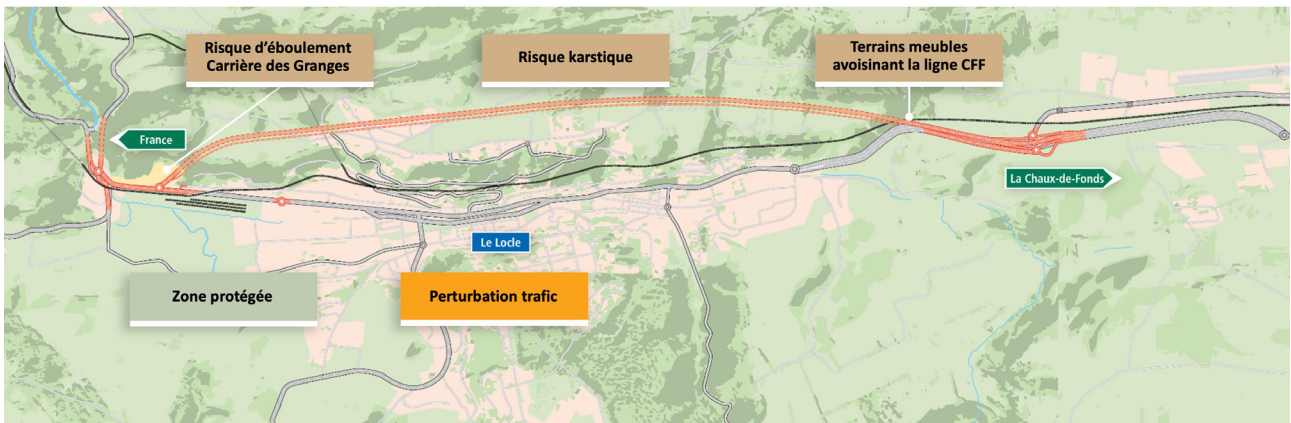 Risque d'éboulement
Carrière des Granges
Risque karstique
Terrains meubles
avoisinant la ligne CFF
France
La Chaux-de-Fonds
Le Locle
Zone protégée
Perturbation trafic